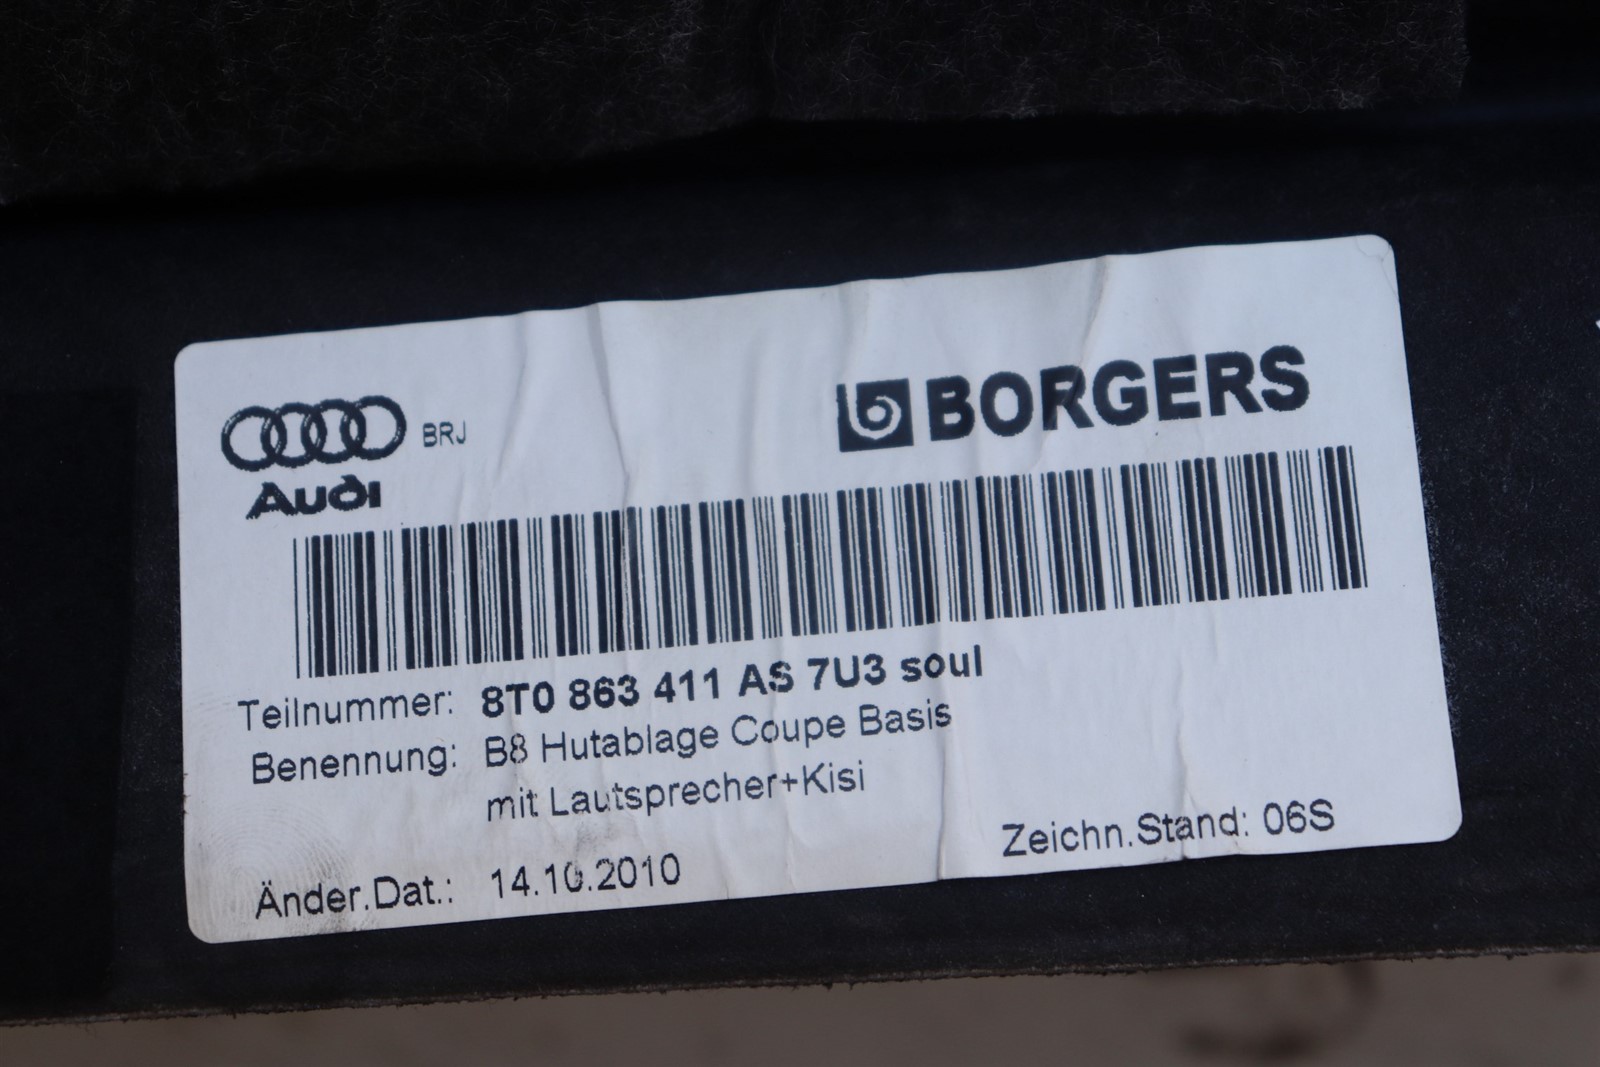 Audi BRJ
BORGERS
Teilnummer: 8T0 863 411 AS 7U3 soul
Benennung: B8 Hutablage Coupe Basis
mit Lautsprecher+Kisi
Änder.Dat.: 14.10.2010
Zeichn.Stand: 06S